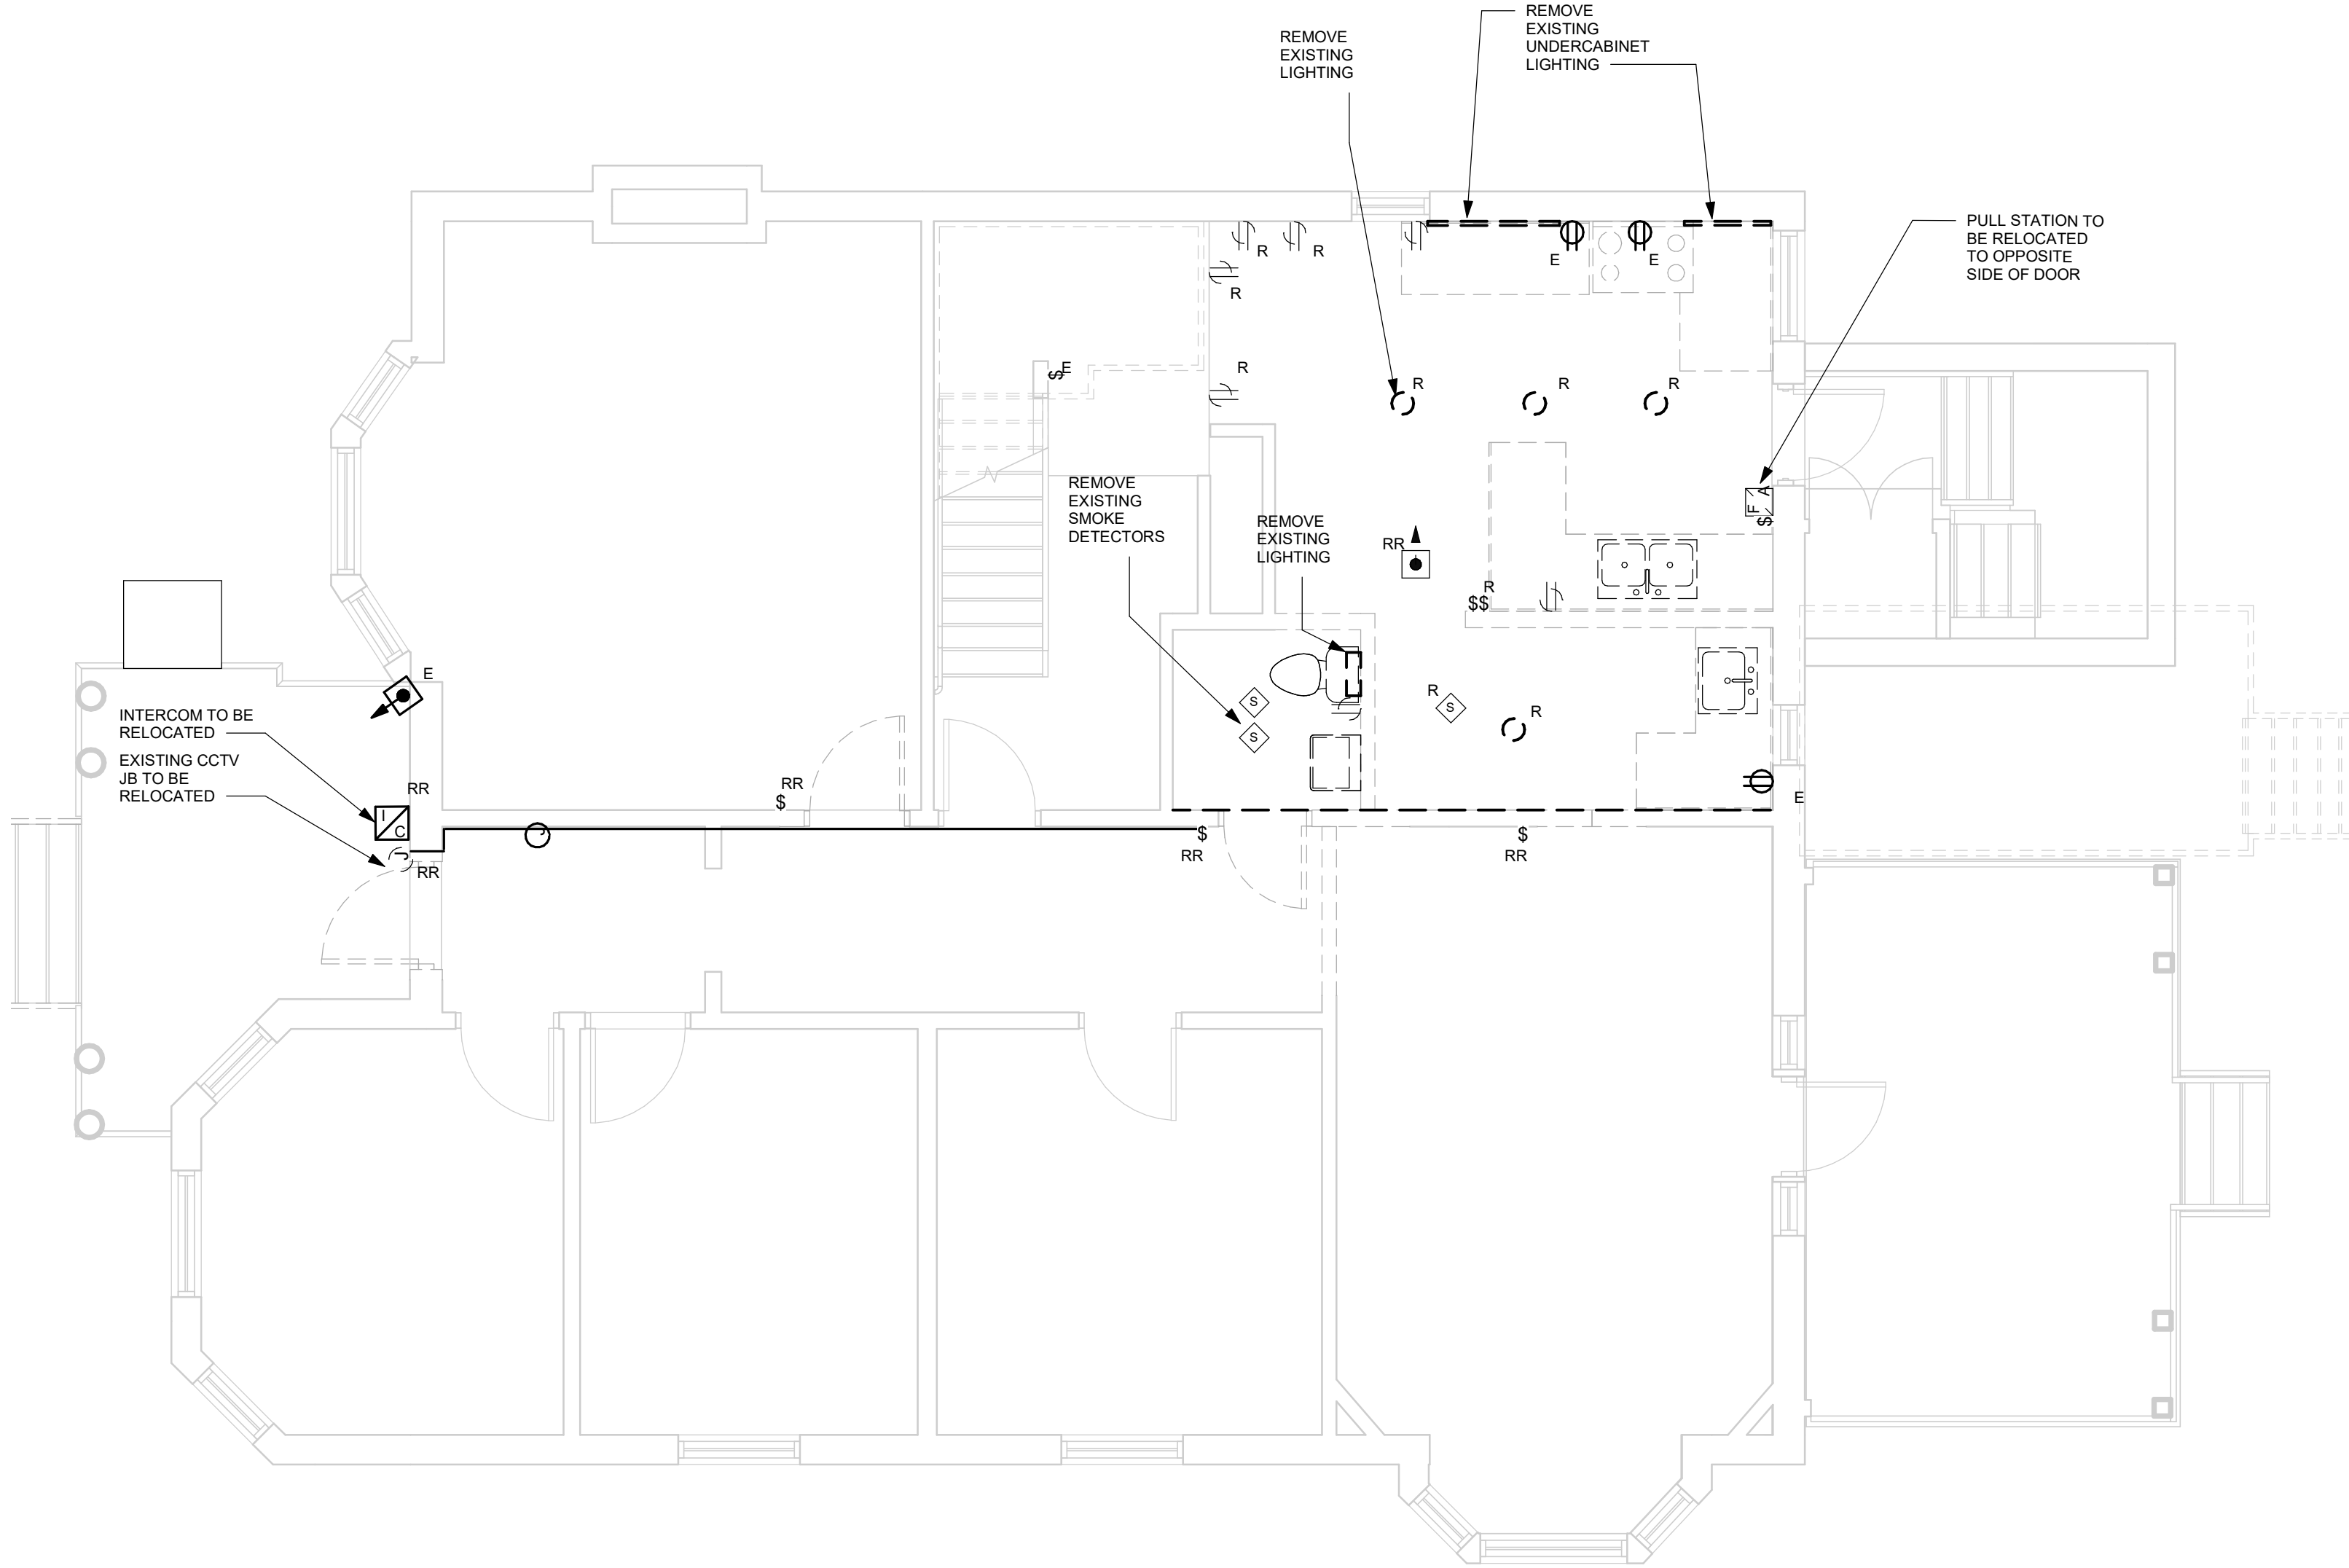 REMOVE
EXISTING
UNDERCABINET
LIGHTING
REMOVE
EXISTING
LIGHTING
PULL STATION TO
BE RELOCATED
TO OPPOSITE
SIDE OF DOOR
R
R
E
E
R
R
E
$
R
R
R
REMOVE
EXISTING
SMOKE
DETECTORS
REMOVE
EXISTING
LIGHTING
F A
$
RR
R
$$
E
R
S
S
S
R
INTERCOM TO BE
RELOCATED
EXISTING CCTV
JB TO BE
RELOCATED
RR
I
C
J
RR
RR
$
J
$
RR
$
RR
E